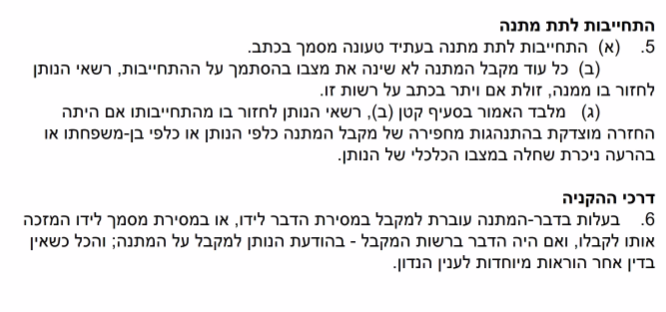 התחייבות לתת מתנה
5. (א) התחייבות לתת מתנה בעתיד טעונה מסמך בכתב.
(ב) כל עוד מקבל המתנה לא שינה את מצבו בהסתמך על ההתחייבות, רשאי הנותן
לחזור בו ממנה, זולת אם ויתר בכתב על רשות זו.
(ג) מלבד האמור בסעיף קטן (ב), רשאי הנותן לחזור בו מהתחייבותו אם היתה
החזרה מוצדקת בהתנהגות מחפירה של מקבל המתנה כלפי הנותן או כלפי בן-משפחתו או
בהרעה ניכרת שחלה במצבו הכלכלי של הנותן.
דרכי ההקניה
6. בעלות בדבר-המתנה עוברת למקבל במסירת הדבר לידו, או במסירת מסמך לידו המזכה
אותו לקבלו, ואם היה הדבר ברשות המקבל - בהודעת הנותן למקבל על המתנה; והכל כשאין
בדין אחר הוראות מיוחדות לענין הנדון.